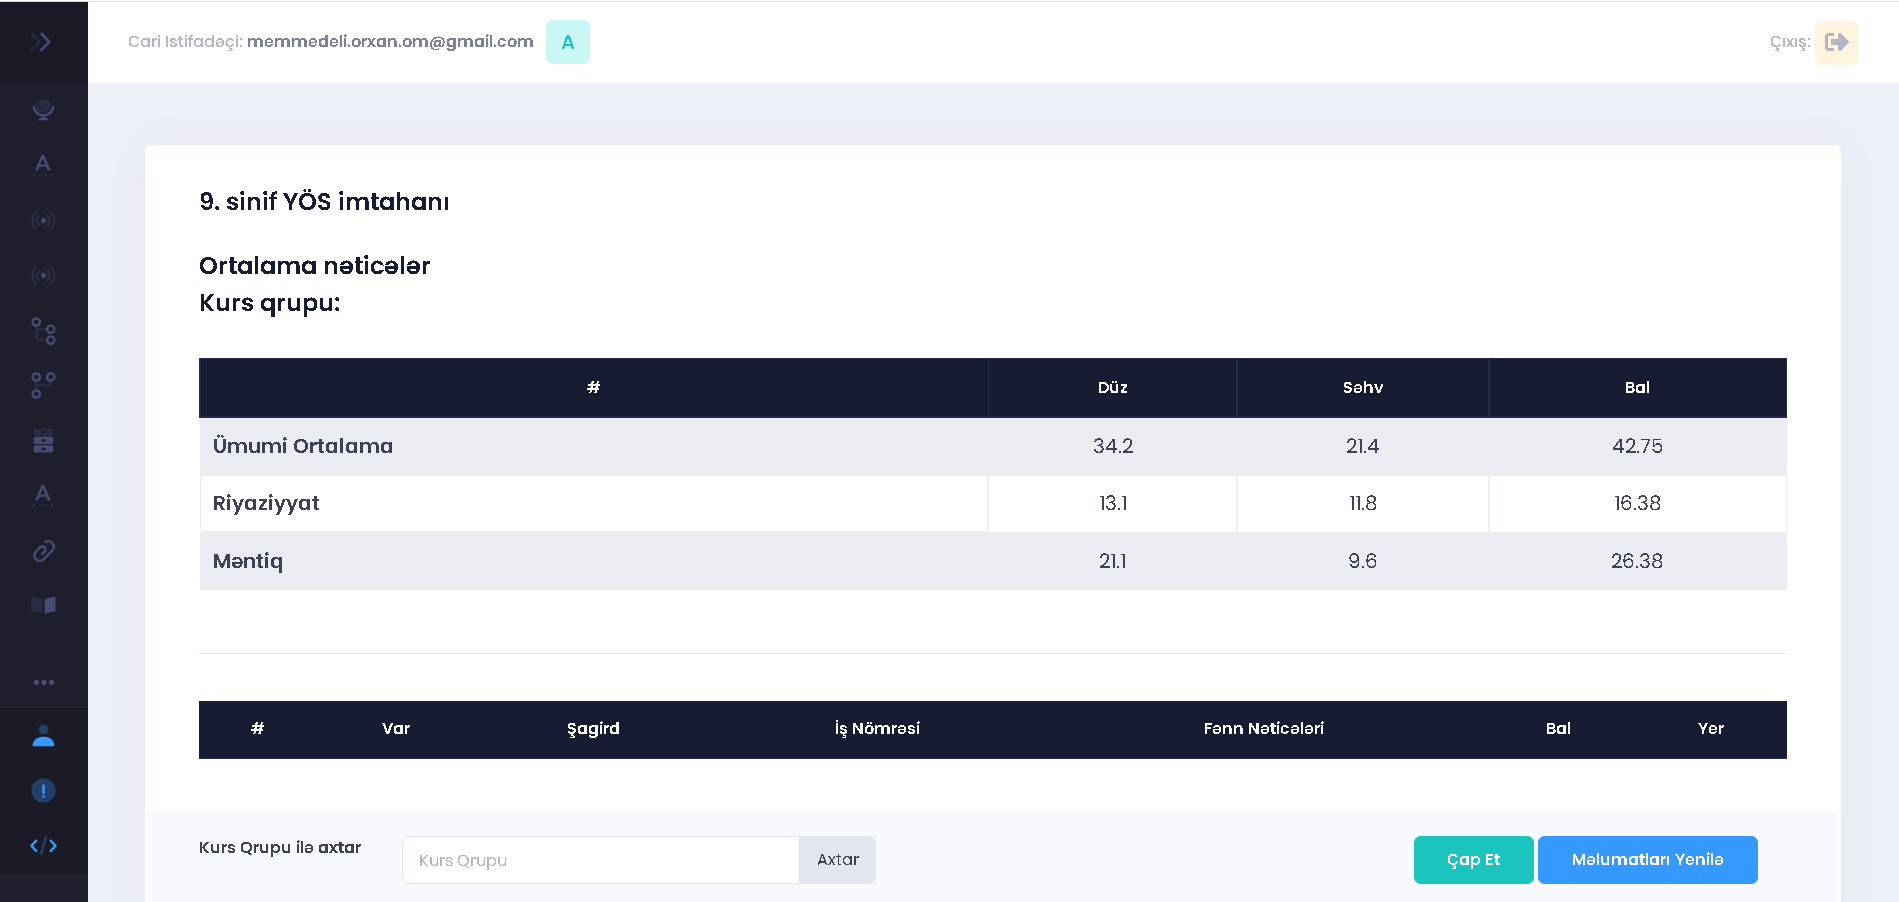 Cari Istifadəçi: memmedeli.orxan.om@gmail.com A Çıxış:
A
A
9. sinif YÖS imtahanı
Ortalama nəticələr
Kurs qrupu:
# Düz Səhv Bal
Ümumi Ortalama 34.2 21.4 42.75
Riyaziyyat 13.1 11.8 16.38
Məntiq 21.1 9.6 26.38
# Var Şagird İş Nömrəsi Fənn Nəticələri Bal Yer
Kurs Qrupu ilə axtar Kurs Qrupu Axtar Çap Et Məlumatları Yenilə